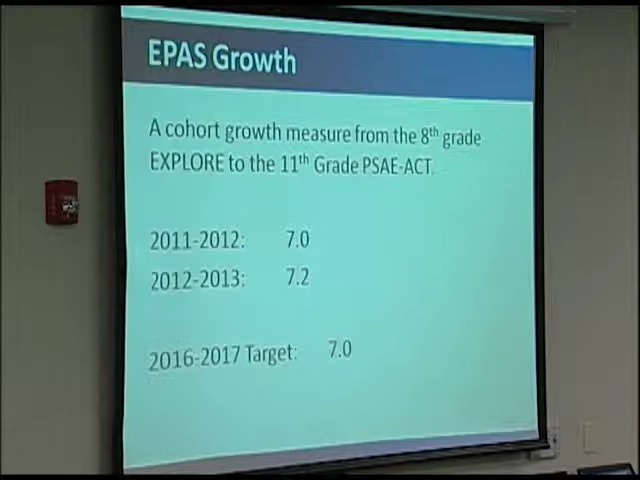 EPAS Growth
A cohort growth measure from the 8th grade
EXPLORE to the 11th Grade PSAE-ACT.
2011-2012: 7.0
2012-2013: 7.2
2016-2017 Target: 7.0